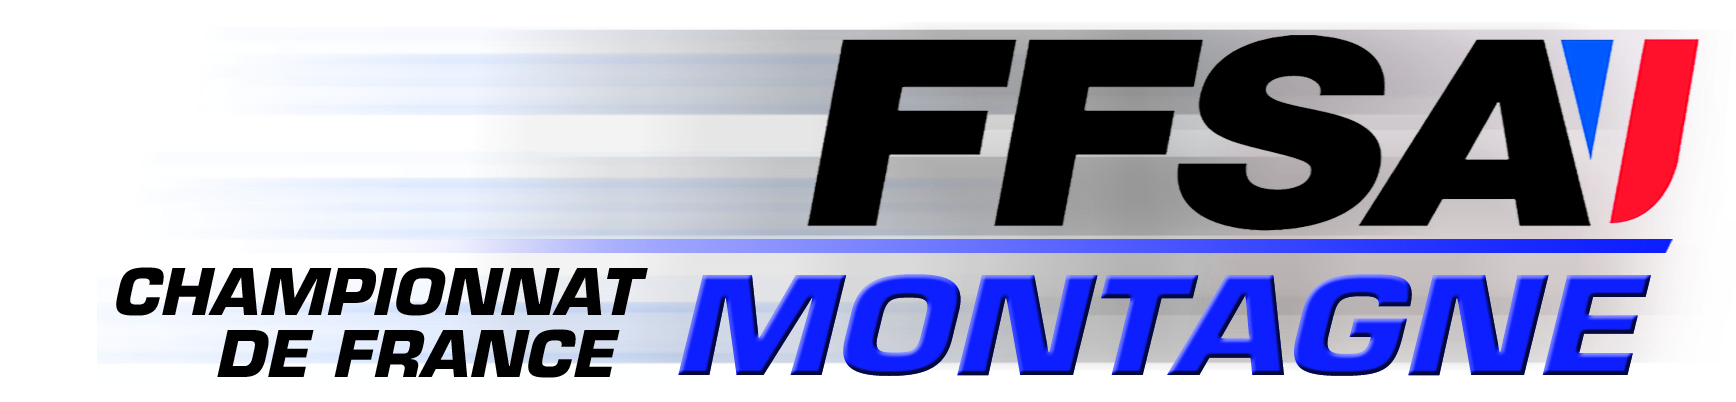 FFSA
CHAMPIONNAT
DE FRANCE
MONTAGNE